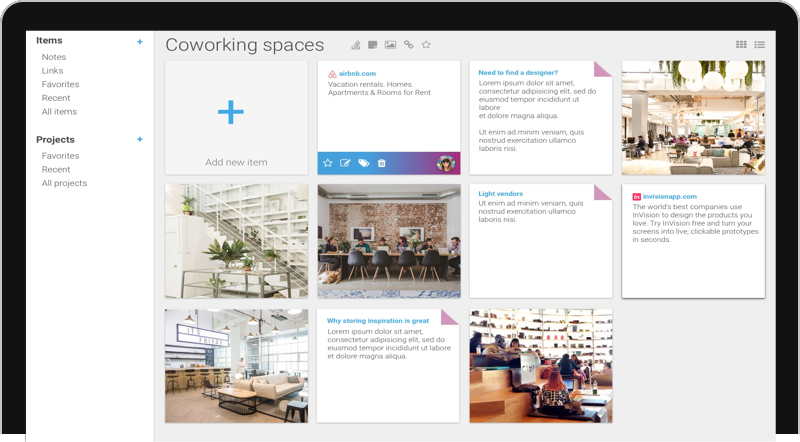 Items +
Notes
Links
Favorites
Recent
All items
Projects +
Favorites
Recent
All projects
Coworking spaces
+
Add new item
airbnb.com
Vacation rentals. Homes.
Apartments & Rooms for Rent
Need to find a designer?
Lorem ipsum dolor sit amet,
consectetur adipisicing elit, sed do
eiusmod tempor incididunt ut
labore
et dolore magna aliqua.
Ut enim ad minim veniam, quis
nostrud exercitation ullamco
laboris nisi.
Light vendors
Ut enim ad minim veniam, quis
nostrud exercitation ullamco
laboris nisi.
in invisionapp.com
The world's best companies use
InVision to design the products you
love. Try InVision free and turn your
screens into live, clickable prototypes
in seconds.
Why storing inspiration is great
Lorem ipsum dolor sit amet,
consectetur adipisicing elit, sed do
eiusmod tempor incididunt ut labore
et dolore magna aliqua.